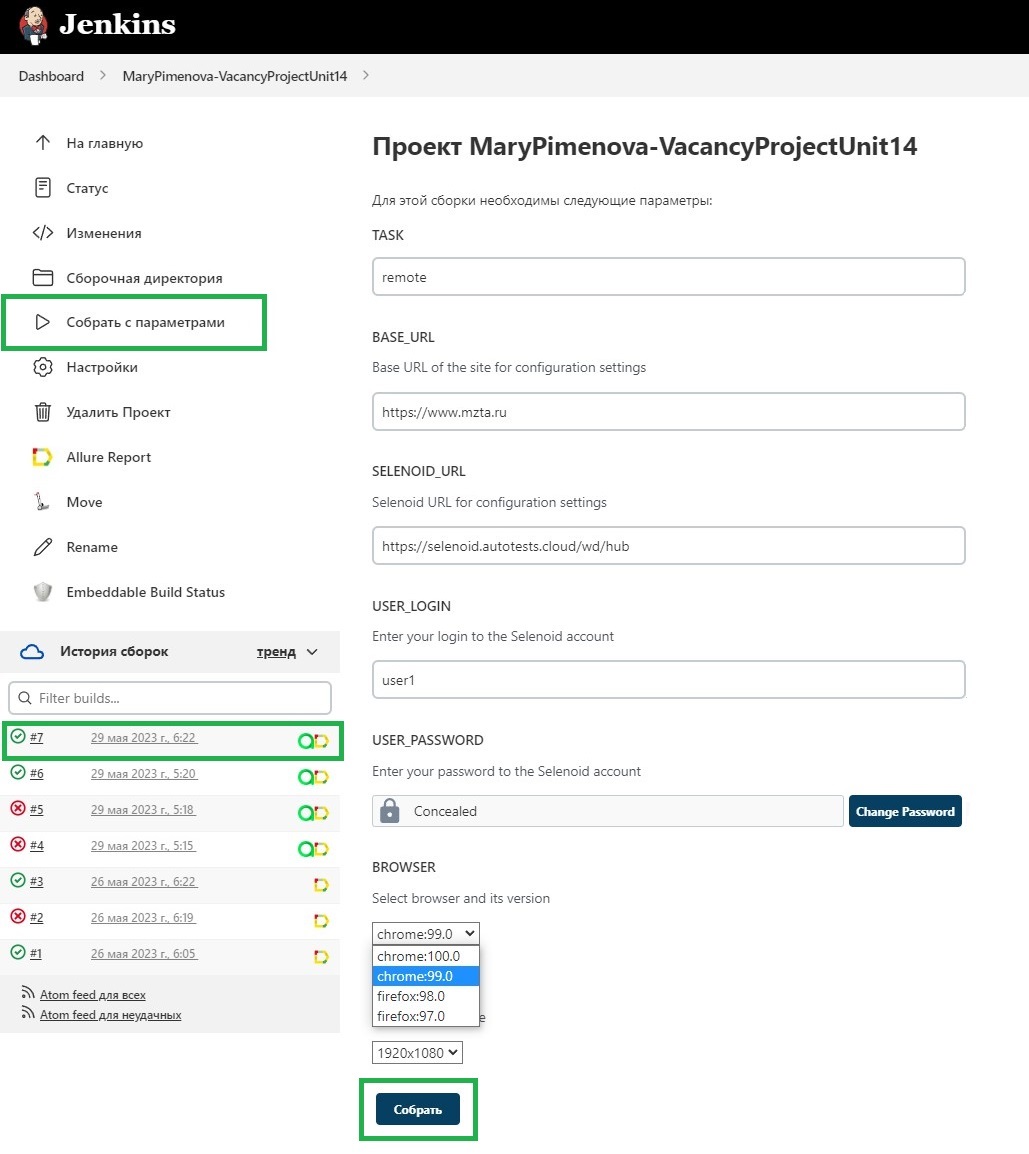 Jenkins
Dashboard
MaryPimenova-VacancyProjectUnit14
На главную
Статус
Изменения
Сборочная директория
Собрать с параметрами
Настройки
Удалить Проект
Allure Report
Move
Rename
Embeddable Build Status
История сборок тренд
Filter builds...
#7 29 мая 2023 г., 6:22
#6 29 мая 2023 г., 5:20
#5 29 мая 2023 г., 5:18
#4 29 мая 2023 г., 5:15
#3 26 мая 2023 г., 6:22
#2 26 мая 2023 г., 6:19
#1 26 мая 2023 г., 6:05
Atom feed для всех
Atom feed для неудачных
Проект MaryPimenova-VacancyProjectUnit14
Для этой сборки необходимы следующие параметры:
TASK
remote
BASE_URL
Base URL of the site for configuration settings
https://www.mzta.ru
SELENOID_URL
Selenoid URL for configuration settings
https://selenoid.autotests.cloud/wd/hub
USER_LOGIN
Enter your login to the Selenoid account
user1
USER_PASSWORD
Enter your password to the Selenoid account
Concealed Change Password
BROWSER
Select browser and its version
chrome:99.0
chrome:100.0
chrome:99.0
firefox:98.0
firefox:97.0
1920x1080
Собрать